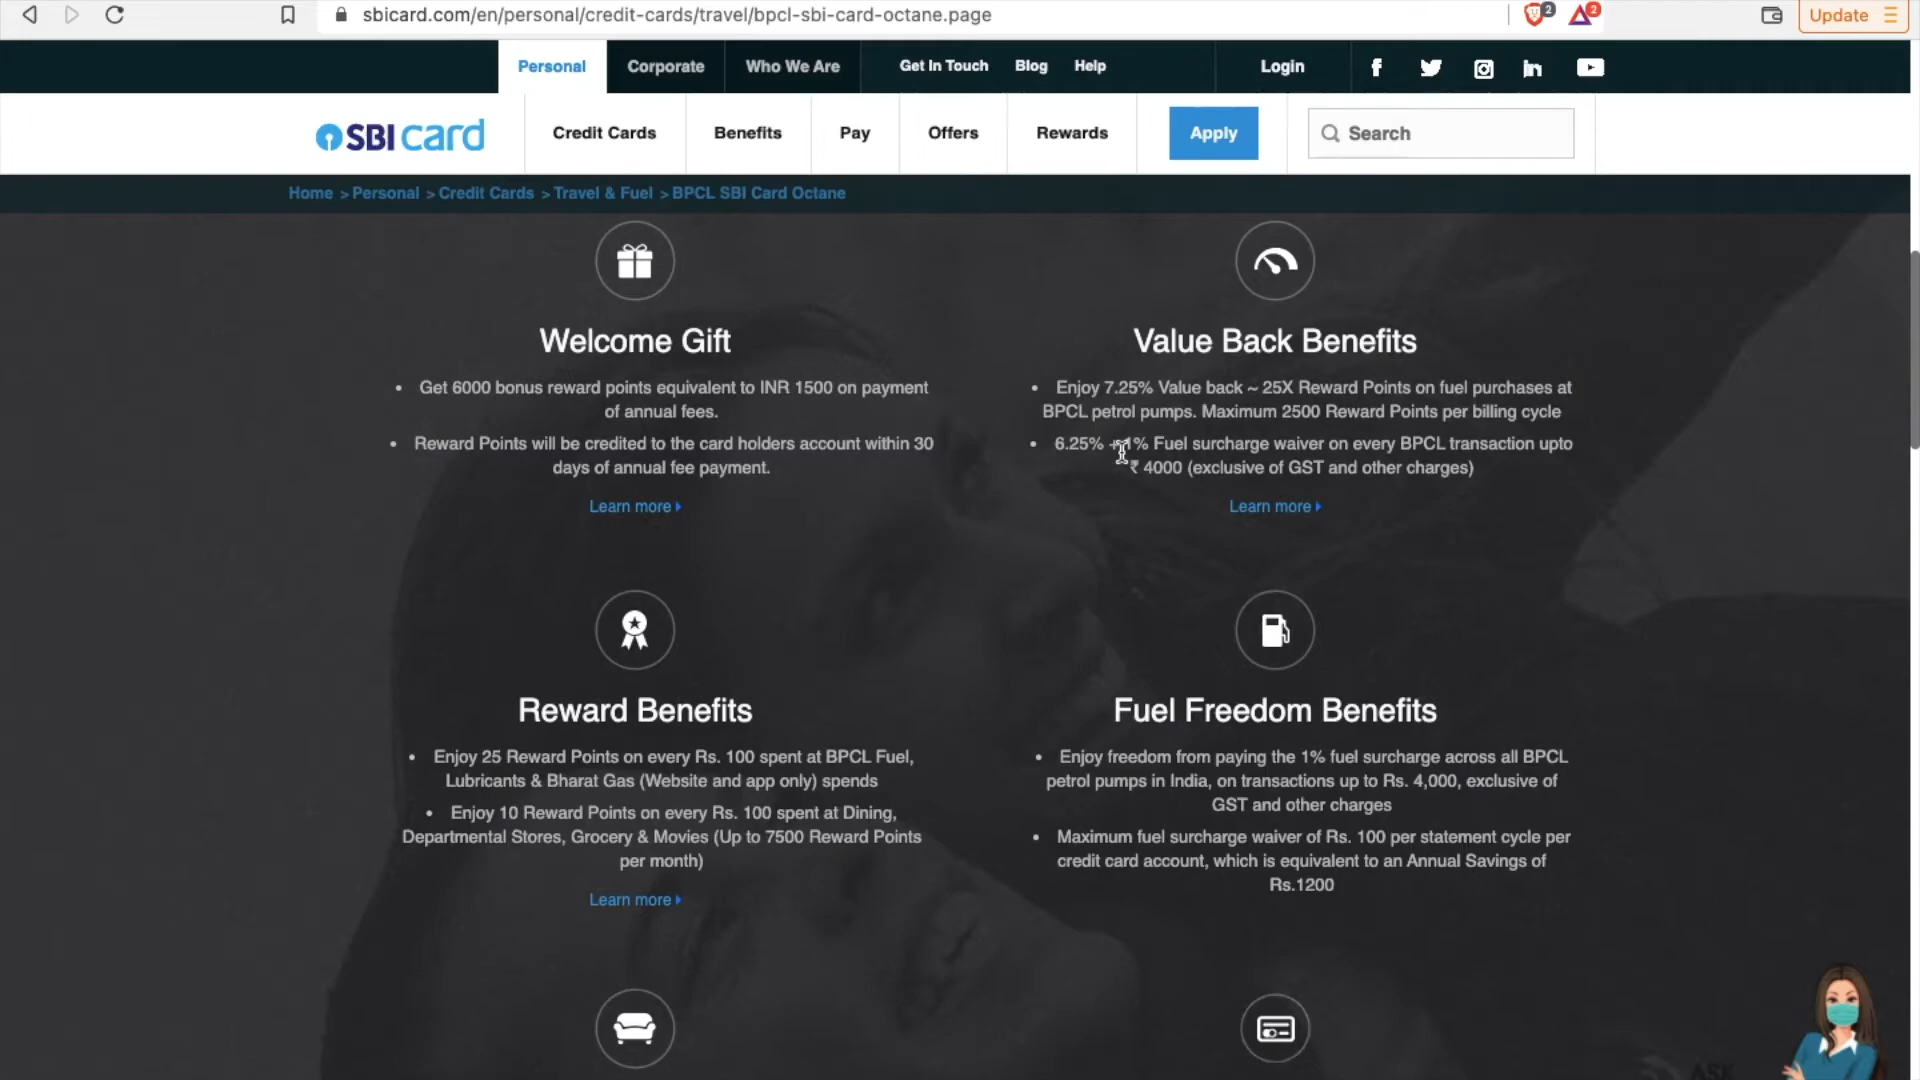 sbicard.com/en/personal/credit-cards/travel/bpcl-sbi-card-octane.page
2
2
Update
Personal
Corporate
Who We Are
Get In Touch
Blog
Help
Login
SBI card
Credit Cards
Benefits
Pay
Offers
Rewards
Apply
Search
Home > Personal > Credit Cards > Travel & Fuel > BPCL SBI Card Octane
Welcome Gift
• Get 6000 bonus reward points equivalent to INR 1500 on payment
of annual fees.
• Reward Points will be credited to the card holders account within 30
days of annual fee payment.
Learn more
Value Back Benefits
• Enjoy 7.25% Value back ~ 25X Reward Points on fuel purchases at
BPCL petrol pumps. Maximum 2500 Reward Points per billing cycle
• 6.25% + 1% Fuel surcharge waiver on every BPCL transaction upto
₹ 4000 (exclusive of GST and other charges)
Learn more
Reward Benefits
• Enjoy 25 Reward Points on every Rs. 100 spent at BPCL Fuel,
Lubricants & Bharat Gas (Website and app only) spends
• Enjoy 10 Reward Points on every Rs. 100 spent at Dining,
Departmental Stores, Grocery & Movies (Up to 7500 Reward Points
per month)
Learn more
Fuel Freedom Benefits
• Enjoy freedom from paying the 1% fuel surcharge across all BPCL
petrol pumps in India, on transactions up to Rs. 4,000, exclusive of
GST and other charges
• Maximum fuel surcharge waiver of Rs. 100 per statement cycle per
credit card account, which is equivalent to an Annual Savings of
Rs.1200